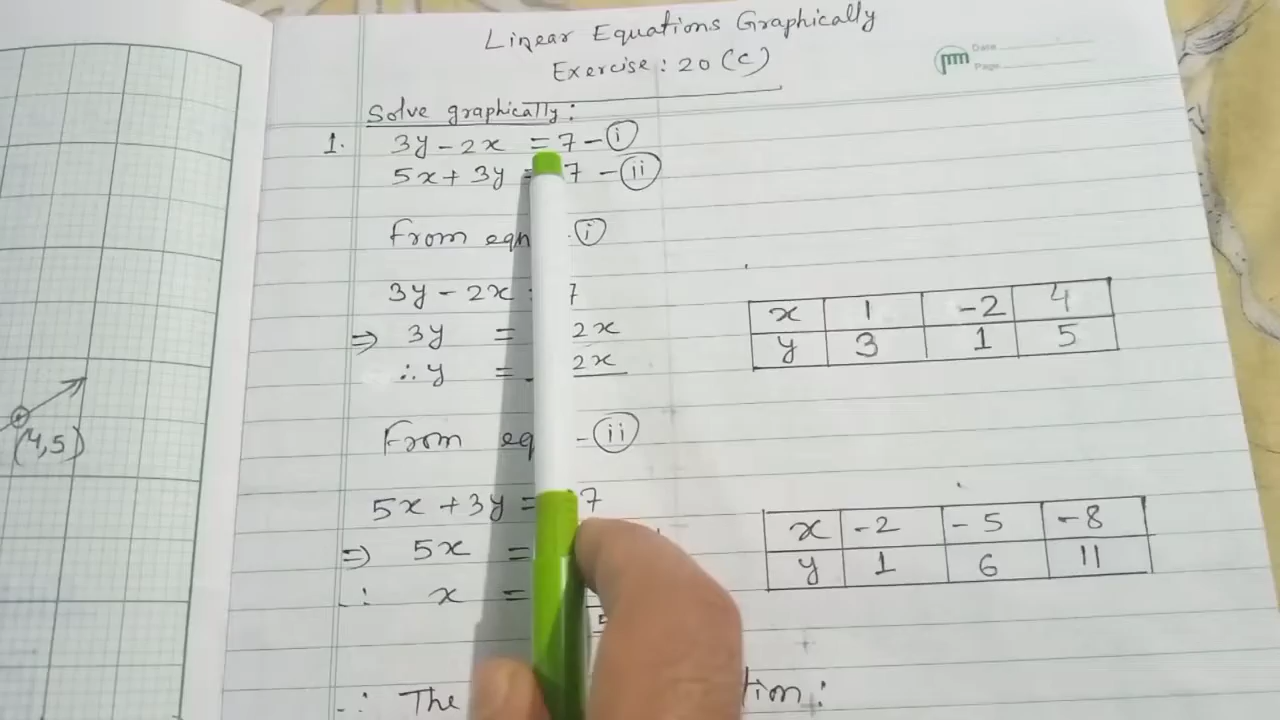 Linear Equations Graphically
Exercise: 20 (c)
Date
Page
Solve graphically:
1. 3y - 2x = 7 - (i)
5x + 3y = 7 - (ii)
From eqn (i)
3y - 2x 7
⇒ 3y = 2x
∴ y = 2x
From - (ii)
5x + 3y = 7
⇒ 5x =
∴ x =
5
∴ The
x 1 -2 4
y 3 1 5
x -2 -5 -8
y 1 6 11
(4,5)